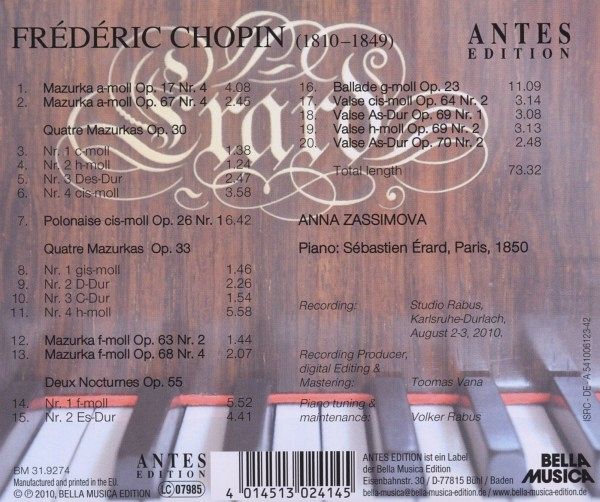 FRÉDÉRIC CHOPIN (1810–1849)
ANTES
EDITION
Erard
1. Mazurka a-moll Op. 17 Nr. 4 4.08
2. Mazurka a-moll Op. 67 Nr. 4 2.45
Quatre Mazurkas Op. 30
3. Nr. 1 c-moll 1.38
4. Nr. 2 h-moll 1.24
5. Nr. 3 Des-Dur 2.47
6. Nr. 4 cis-moll 3.58
7. Polonaise cis-moll Op. 26 Nr. 1 6.42
Quatre Mazurkas Op. 33
8. Nr. 1 gis-moll 1.46
9. Nr. 2 D-Dur 2.26
10. Nr. 3 C-Dur 1.54
11. Nr. 4 h-moll 5.58
12. Mazurka f-moll Op. 63 Nr. 2 1.44
13. Mazurka f-moll Op. 68 Nr. 4 2.07
Deux Nocturnes Op. 55
14. Nr. 1 f-moll 5.52
15. Nr. 2 Es-Dur 4.41
16. Ballade g-moll Op. 23 11.09
17. Valse cis-moll Op. 64 Nr. 2 3.14
18. Valse As-Dur Op. 69 Nr. 1 3.08
19. Valse h-moll Op. 69 Nr. 2 3.13
20. Valse As-Dur Op. 70 Nr. 2 2.48
Total length 73.32
ANNA ZASSIMOVA
Piano: Sébastien Érard, Paris, 1850
Recording: Studio Rabus,
Karlsruhe-Durlach,
August 2-3, 2010.
Recording Producer,
digital Editing &
Mastering: Toomas Vana
Piano tuning &
maintenance: Volker Rabus
ISRC - DE - A-541006123-42
BM 31.9274
Manufactured and printed in the EU.
℗ © 2010, BELLA MUSICA EDITION
ANTES
EDITION
LC 07985
4 014513 024145
ANTES EDITION ist ein Label
der Bella Musica Edition
Eisenbahnstr. 30 / D-77815 Bühl / Baden
bella-musica@bella-musica-edition.de / www.bella-musica-edition.de
BELLA
MUSICA